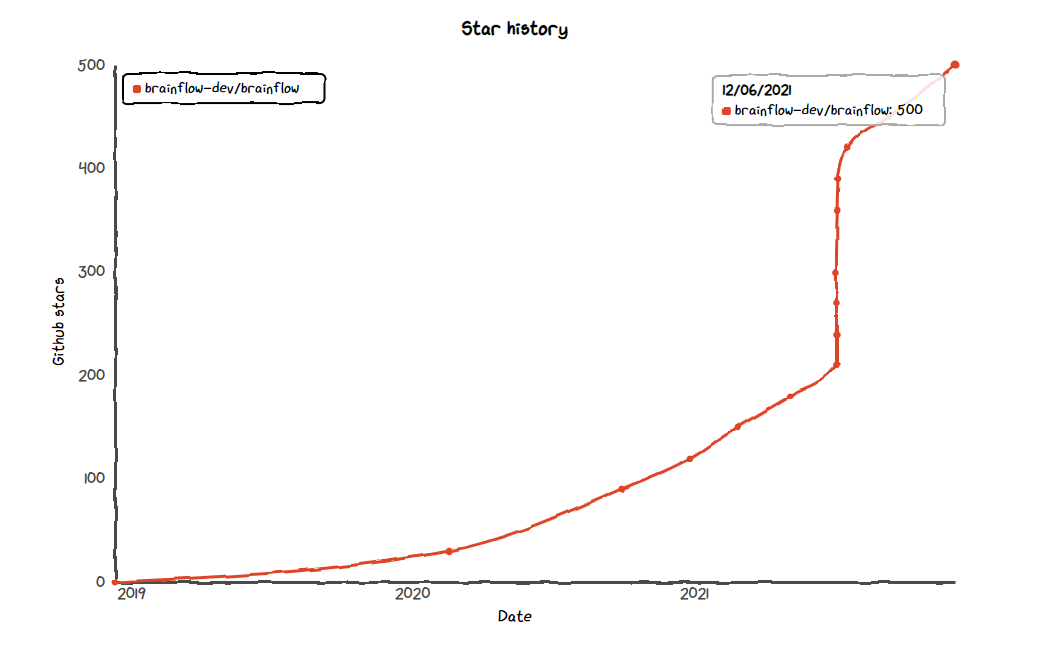 Star history
500
brainflow-dev/brainflow
12/06/2021
brainflow-dev/brainflow: 500
400
300
Github stars
200
100
0
2019
2020
2021
Date